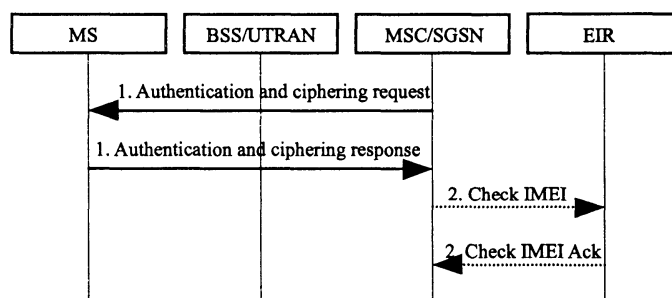 MS BSS/UTRAN MSC/SGSN EIR
1. Authentication and ciphering request
1. Authentication and ciphering response
2. Check IMEI
2. Check IMEI Ack